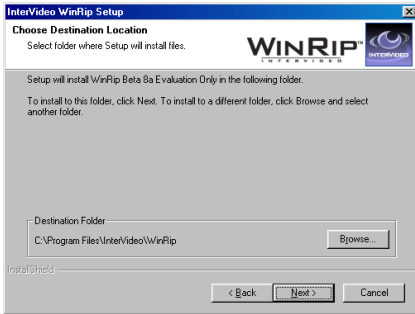 InterVideo WinRip Setup
Choose Destination Location
Select folder where Setup will install files.
WINRIP™
INTERVIDEO
INTERVIDEO
Setup will install WinRip Beta 8a Evaluation Only in the following folder.
To install to this folder, click Next. To install to a different folder, click Browse and select
another folder.
Destination Folder
C:\Program Files\InterVideo\WinRip
Browse...
InstallShield
< Back
Next >
Cancel